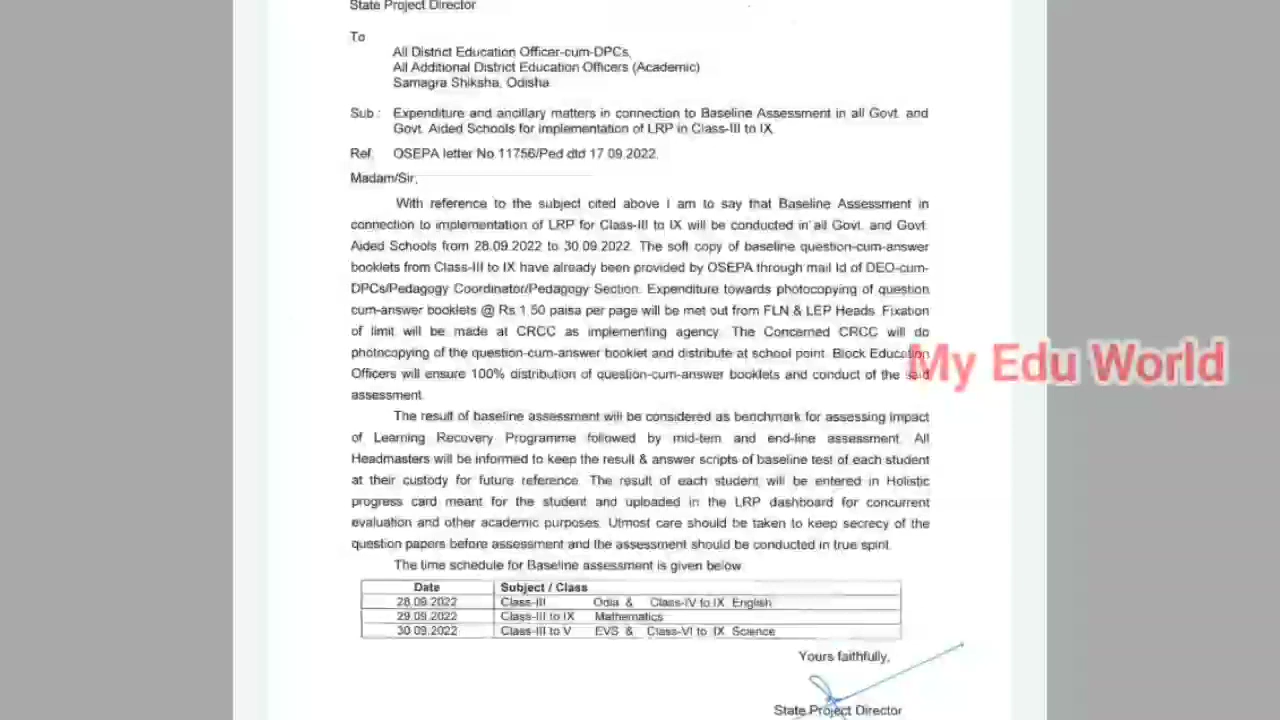 State Project Director
To
All District Education Officer-cum-DPCs,
All Additional District Education Officers (Academic)
Samagra Shiksha, Odisha
Sub : Expenditure and ancillary matters in connection to Baseline Assessment in all Govt. and
Govt. Aided Schools for implementation of LRP in Class-III to IX
Ref. OSEPA letter No 11756/Ped dtd 17 09.2022.
Madam/Sir,
With reference to the subject cited above I am to say that Baseline Assessment in
connection to implementation of LRP for Class-III to IX will be conducted in all Govt. and Govt.
Aided Schools from 28.09.2022 to 30.09.2022. The soft copy of baseline question-cum-answer
booklets from Class-III to IX have already been provided by OSEPA through mail Id of DEO-cum-
DPCs/Pedagogy Coordinator/Pedagogy Section. Expenditure towards photocopying of question
cum-answer booklets @ Rs 1.50 paisa per page will be met out from FLN & LEP Heads. Fixation
of limit will be made at CRCC as implementing agency. The Concerned CRCC will do
photocopying of the question-cum-answer booklet and distribute at school point. Block Education
Officers will ensure 100% distribution of question-cum-answer booklets and conduct of the said
assessment.
My Edu World
The result of baseline assessment will be considered as benchmark for assessing impact
of Learning Recovery Programme followed by mid-tem and end-line assessment. All
Headmasters will be informed to keep the result & answer scripts of baseline test of each student
at their custody for future reference. The result of each student will be entered in Holistic
progress card meant for the student and uploaded in the LRP dashboard for concurrent
evaluation and other academic purposes. Utmost care should be taken to keep secrecy of the
question papers before assessment and the assessment should be conducted in true spirit.
The time schedule for Baseline assessment is given below
Date Subject / Class
28.09.2022 Class-III Odia & Class-IV to IX English
29.09.2022 Class-III to IX Mathematics
30.09.2022 Class-III to V EVS & Class-VI to IX Science
Yours faithfully,
State Project Director